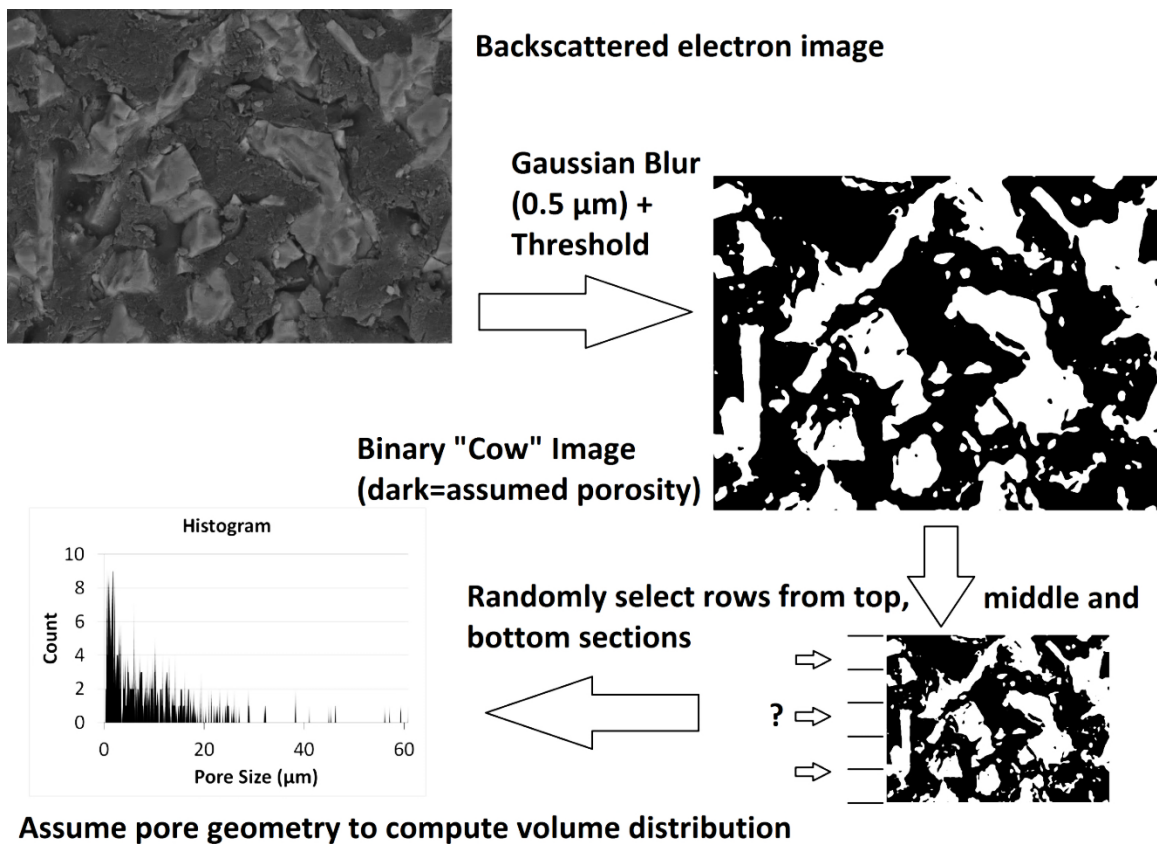 Backscattered electron image
Gaussian Blur
(0.5 μm) +
Threshold
Binary "Cow" Image
(dark=assumed porosity)
Randomly select rows from top, middle and
bottom sections
?
Histogram
10
8
6
4
2
0
Count
0 20 40 60
Pore Size (μm)
Assume pore geometry to compute volume distribution